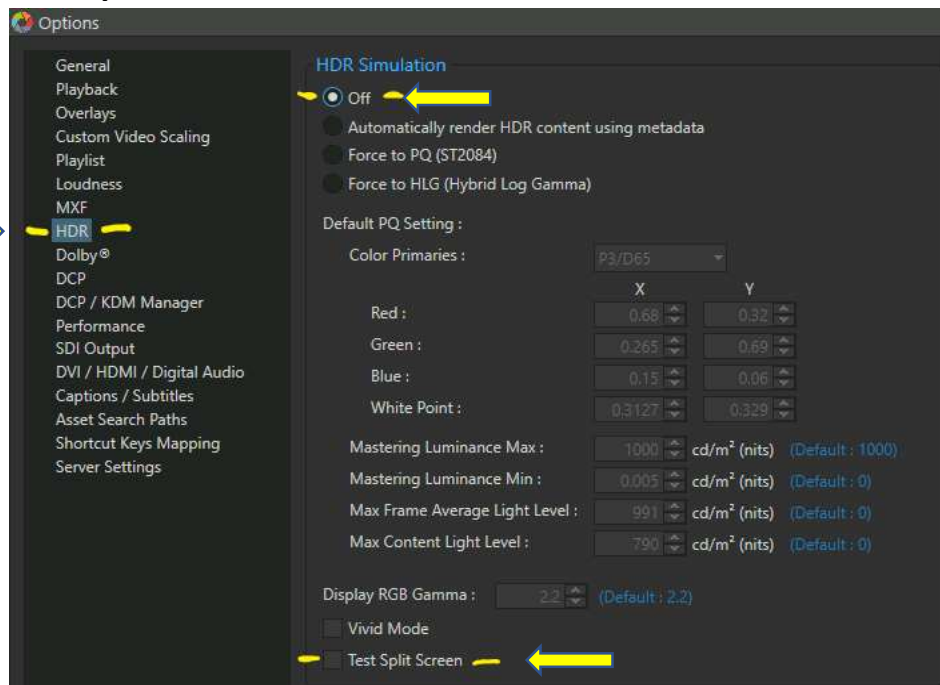 Options
General
Playback
Overlays
Custom Video Scaling
Playlist
Loudness
MXF
HDR
Dolby®
DCP
DCP / KDM Manager
Performance
SDI Output
DVI / HDMI / Digital Audio
Captions / Subtitles
Asset Search Paths
Shortcut Keys Mapping
Server Settings
HDR Simulation
Off
Automatically render HDR content using metadata
Force to PQ (ST2084)
Force to HLG (Hybrid Log Gamma)
Default PQ Setting :
Color Primaries : P3/D65
X Y
Red : 0.68 0.32
Green : 0.265 0.69
Blue : 0.15 0.06
White Point : 0.3127 0.329
Mastering Luminance Max : 1000 cd/m² (nits) (Default : 1000)
Mastering Luminance Min : 0.005 cd/m² (nits) (Default : 0)
Max Frame Average Light Level : 991 cd/m² (nits) (Default : 0)
Max Content Light Level : 790 cd/m² (nits) (Default : 0)
Display RGB Gamma : 2.2 (Default : 2.2)
Vivid Mode
Test Split Screen